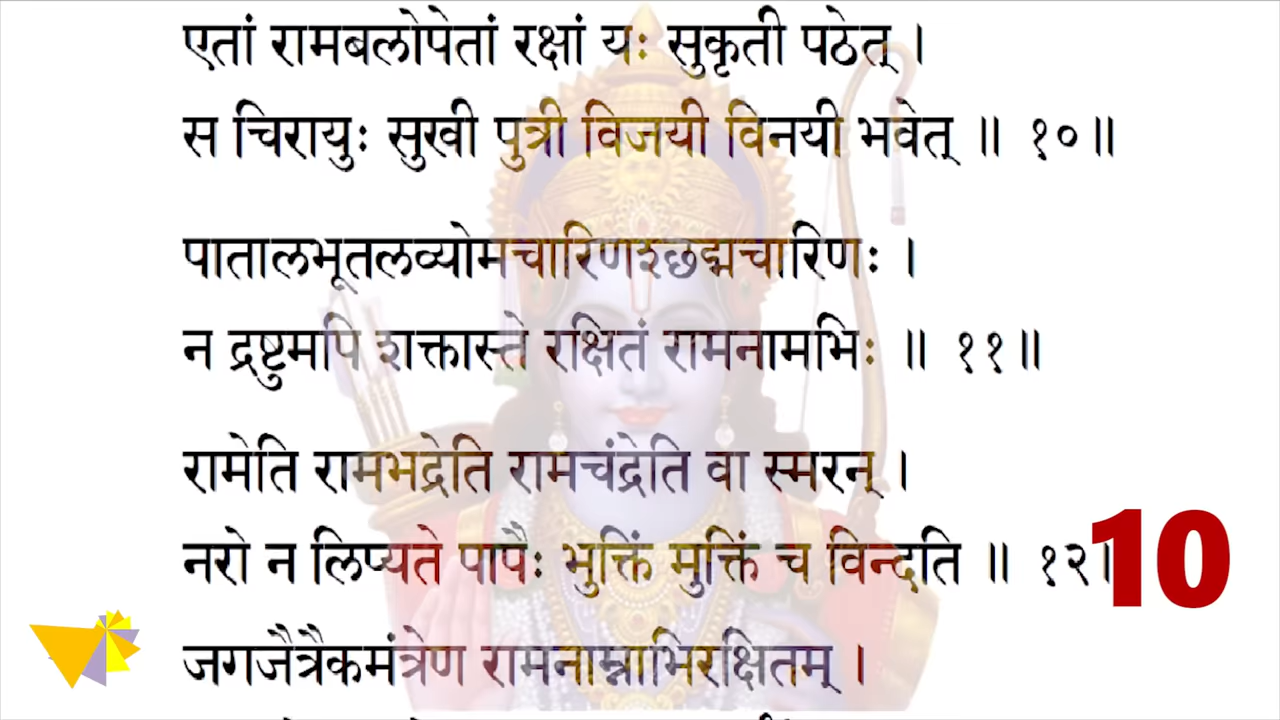 एतां रामबलोपेतां रक्षां यः सुकृती पठेत् ।
स चिरायुः सुखी पुत्री विजयी विनयी भवेत् ॥ १०॥
पातालभूतलव्योमचारिणश्छद्मचारिणः ।
न द्रष्टुमपि शक्तास्ते रक्षितं रामनामभिः ॥ ११॥
रामेति रामभद्रेति रामचंद्रेति वा स्मरन् ।
नरो न लिप्यते पापैः भुक्तिं मुक्तिं च विन्दति ॥ १२।
10
जगजैत्रैकमंत्रेण रामनाम्नाभिरक्षितम् ।